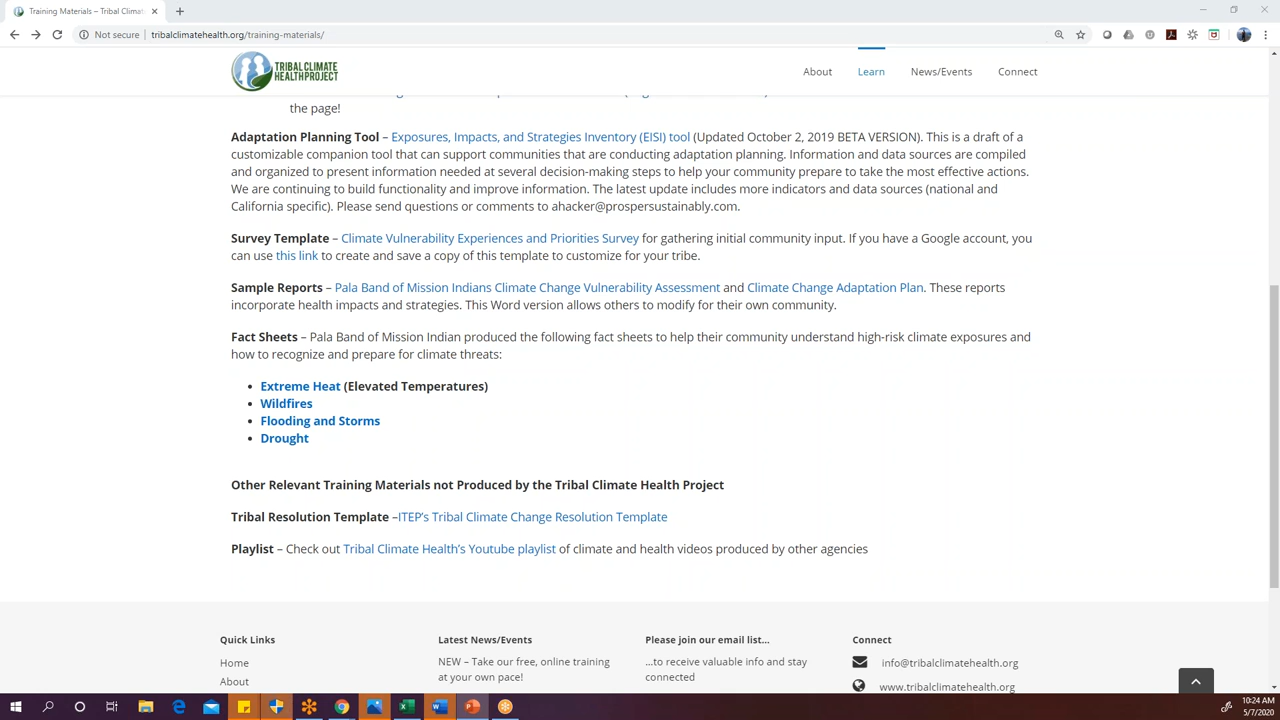 Training Materials – Tribal Climat
Not secure | tribalclimatehealth.org/training-materials/
TRIBAL CLIMATE
HEALTH PROJECT
About
Learn
News/Events
Connect
the page!
Adaptation Planning Tool – Exposures, Impacts, and Strategies Inventory (EISI) tool (Updated October 2, 2019 BETA VERSION). This is a draft of a
customizable companion tool that can support communities that are conducting adaptation planning. Information and data sources are compiled
and organized to present information needed at several decision-making steps to help your community prepare to take the most effective actions.
We are continuing to build functionality and improve information. The latest update includes more indicators and data sources (national and
California specific). Please send questions or comments to ahacker@prospersustainably.com.
Survey Template – Climate Vulnerability Experiences and Priorities Survey for gathering initial community input. If you have a Google account, you
can use this link to create and save a copy of this template to customize for your tribe.
Sample Reports – Pala Band of Mission Indians Climate Change Vulnerability Assessment and Climate Change Adaptation Plan. These reports
incorporate health impacts and strategies. This Word version allows others to modify for their own community.
Fact Sheets – Pala Band of Mission Indian produced the following fact sheets to help their community understand high-risk climate exposures and
how to recognize and prepare for climate threats:
• Extreme Heat (Elevated Temperatures)
• Wildfires
• Flooding and Storms
• Drought
Other Relevant Training Materials not Produced by the Tribal Climate Health Project
Tribal Resolution Template –ITEP's Tribal Climate Change Resolution Template
Playlist – Check out Tribal Climate Health's Youtube playlist of climate and health videos produced by other agencies
Quick Links
Home
About
Latest News/Events
NEW – Take our free, online training
at your own pace!
Please join our email list...
...to receive valuable info and stay
connected
Connect
info@tribalclimatehealth.org
www.tribalclimatehealth.org
10:24 AM
5/7/2020